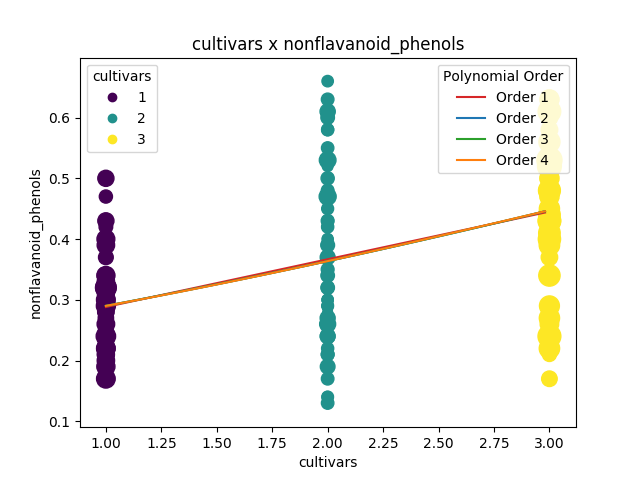 cultivars x nonflavanoid_phenols
cultivars
1
2
3
Polynomial Order
Order 1
Order 2
Order 3
Order 4
nonflavanoid_phenols
0.6
0.5
0.4
0.3
0.2
0.1
1.00 1.25 1.50 1.75 2.00 2.25 2.50 2.75 3.00
cultivars